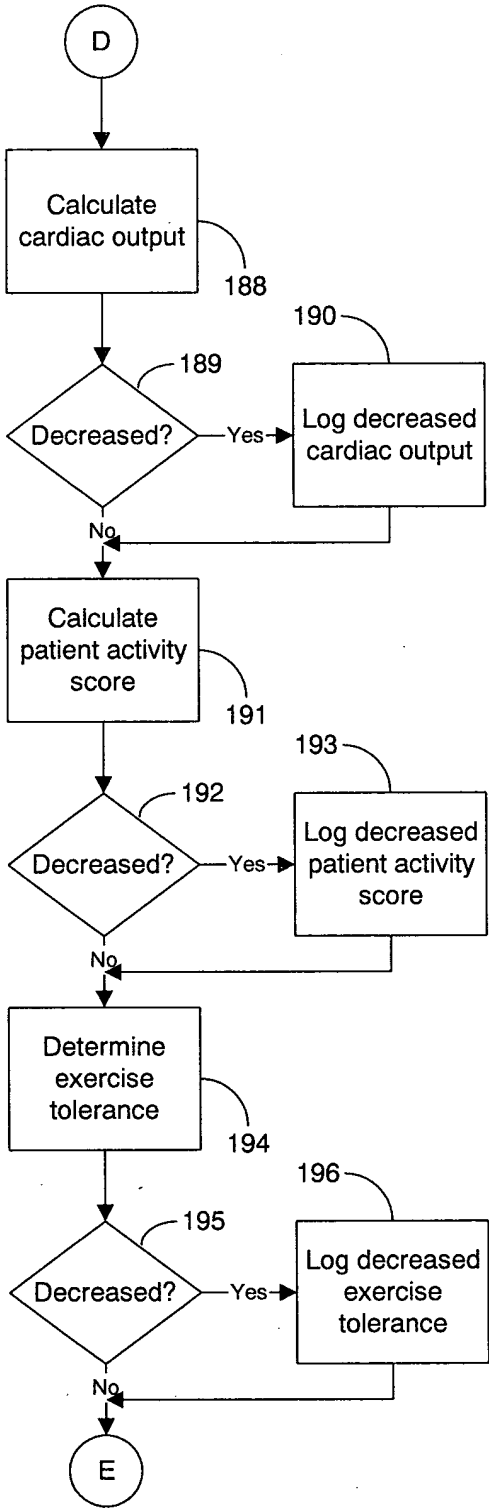 D
Calculate
cardiac output
188
189
190
Decreased?
Yes
Log decreased
cardiac output
No
Calculate
patient activity
score
191
192
193
Decreased?
Yes
Log decreased
patient activity
score
No
Determine
exercise
tolerance
194
195
196
Decreased?
Yes
Log decreased
exercise
tolerance
No
E